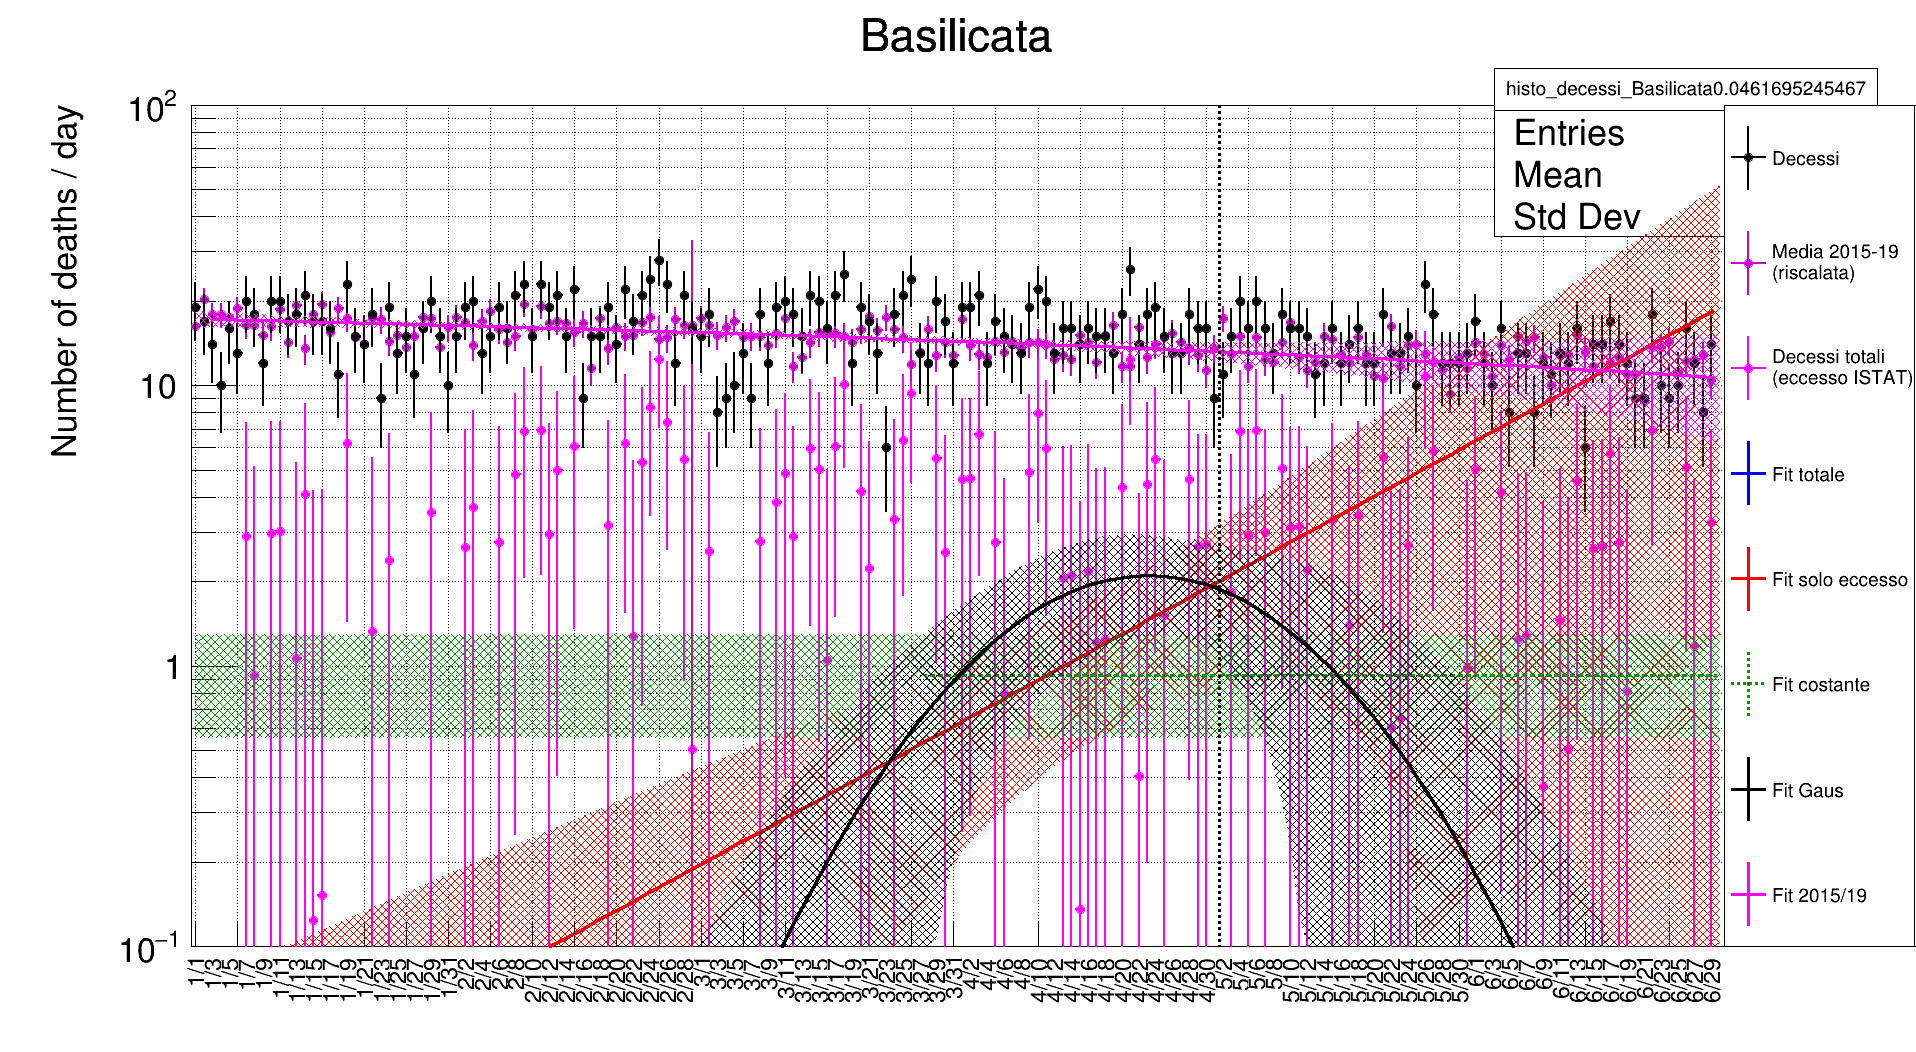 Basilicata
histo_decessi_Basilicata0.0461695245467
Entries
Mean
Std Dev
Number of deaths / day
10²
10
1
10⁻¹
Decessi
Media 2015-19
(riscalata)
Decessi totali
(eccesso ISTAT)
Fit totale
Fit solo eccesso
Fit costante
Fit Gaus
Fit 2015/19
1/1 1/3 1/5 1/7 1/9 1/11 1/13 1/15 1/17 1/19 1/21 1/23 1/25 1/27 1/29 1/31 2/2 2/4 2/6 2/8 2/10 2/12 2/14 2/16 2/18 2/20 2/22 2/24 2/26 2/28 3/1 3/3 3/5 3/7 3/9 3/11 3/13 3/15 3/17 3/19 3/21 3/23 3/25 3/27 3/29 3/31 4/2 4/4 4/6 4/8 4/10 4/12 4/14 4/16 4/18 4/20 4/22 4/24 4/26 4/28 4/30 5/2 5/4 5/6 5/8 5/10 5/12 5/14 5/16 5/18 5/20 5/22 5/24 5/26 5/28 5/30 6/1 6/3 6/5 6/7 6/9 6/11 6/13 6/15 6/17 6/19 6/21 6/23 6/25 6/27 6/29